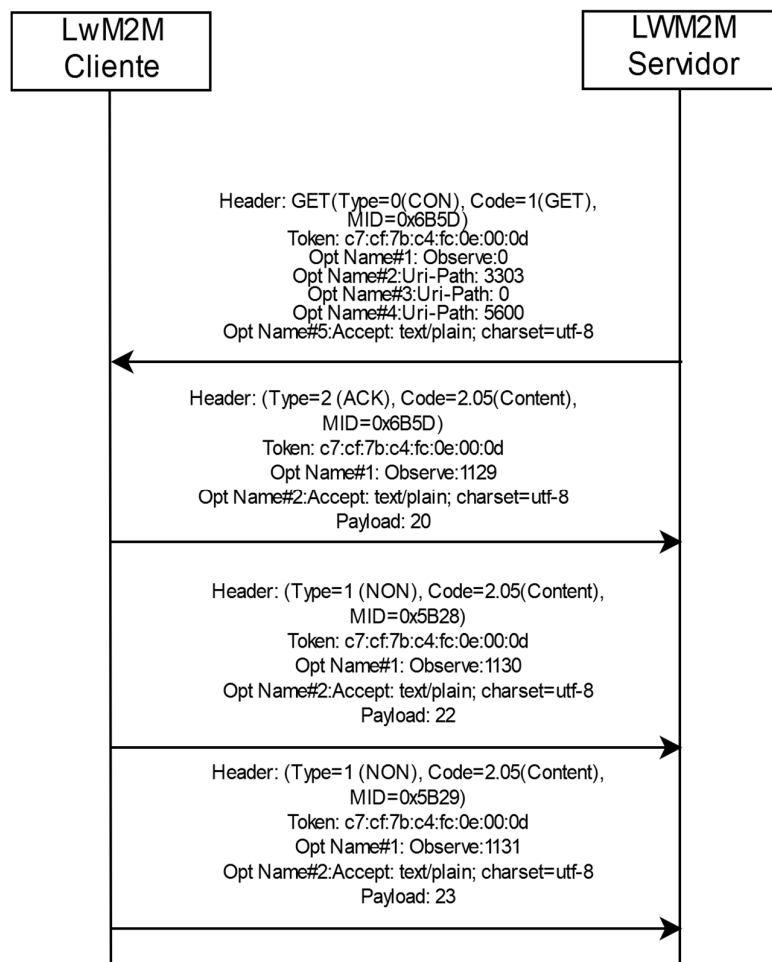 LwM2M
Cliente
LWM2M
Servidor
Header: GET(Type=0(CON), Code=1(GET),
MID=0x6B5D)
Token: c7:cf:7b:c4:fc:0e:00:0d
Opt Name#1: Observe:0
Opt Name#2:Uri-Path: 3303
Opt Name#3:Uri-Path: 0
Opt Name#4:Uri-Path: 5600
Opt Name#5:Accept: text/plain; charset=utf-8
Header: (Type=2 (ACK), Code=2.05(Content),
MID=0x6B5D)
Token: c7:cf:7b:c4:fc:0e:00:0d
Opt Name#1: Observe:1129
Opt Name#2:Accept: text/plain; charset=utf-8
Payload: 20
Header: (Type=1 (NON), Code=2.05(Content),
MID=0x5B28)
Token: c7:cf:7b:c4:fc:0e:00:0d
Opt Name#1: Observe:1130
Opt Name#2:Accept: text/plain; charset=utf-8
Payload: 22
Header: (Type=1 (NON), Code=2.05(Content),
MID=0x5B29)
Token: c7:cf:7b:c4:fc:0e:00:0d
Opt Name#1: Observe:1131
Opt Name#2:Accept: text/plain; charset=utf-8
Payload: 23